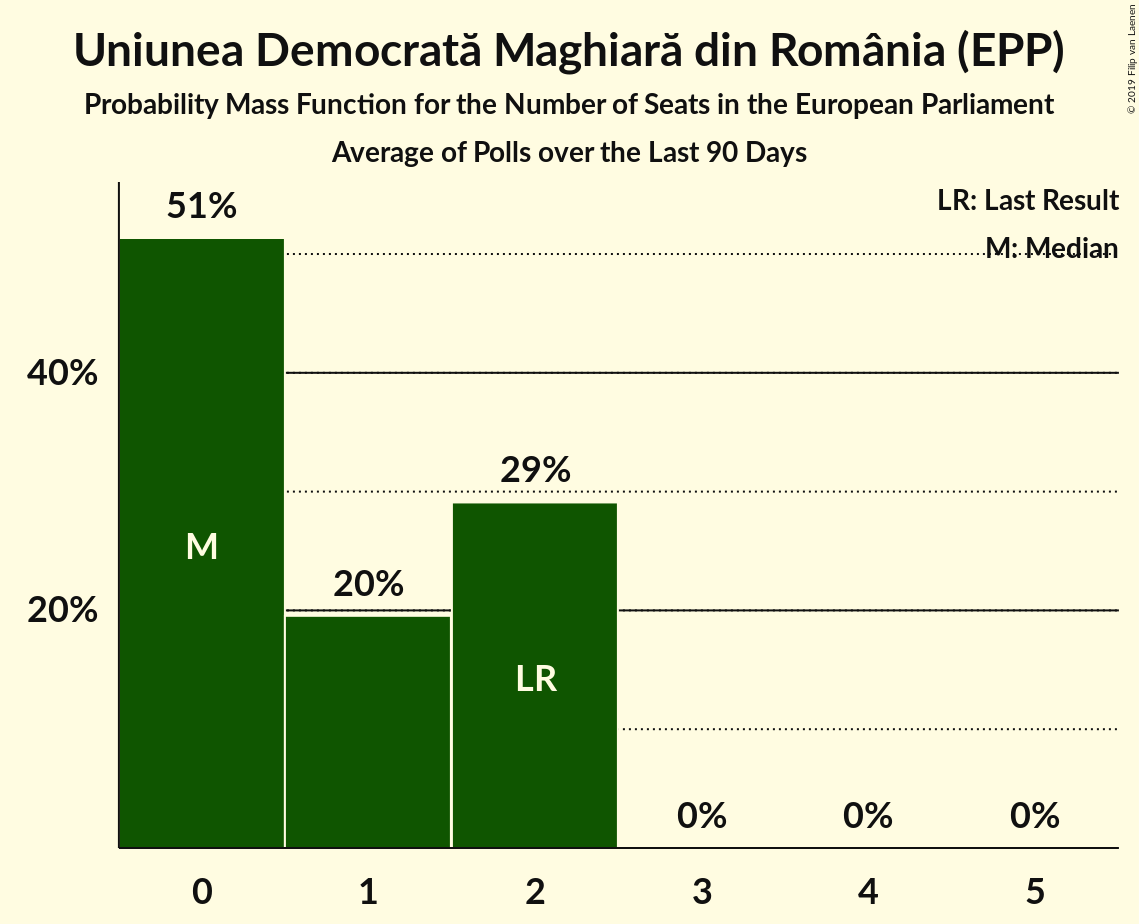 Uniunea Democrată Maghiară din România (EPP)
Probability Mass Function for the Number of Seats in the European Parliament
Average of Polls over the Last 90 Days
© 2019 Filip van Laenen
LR: Last Result
M: Median
51%
40%
29%
M
20%
20%
LR
0% 0% 0%
0 1 2 3 4 5